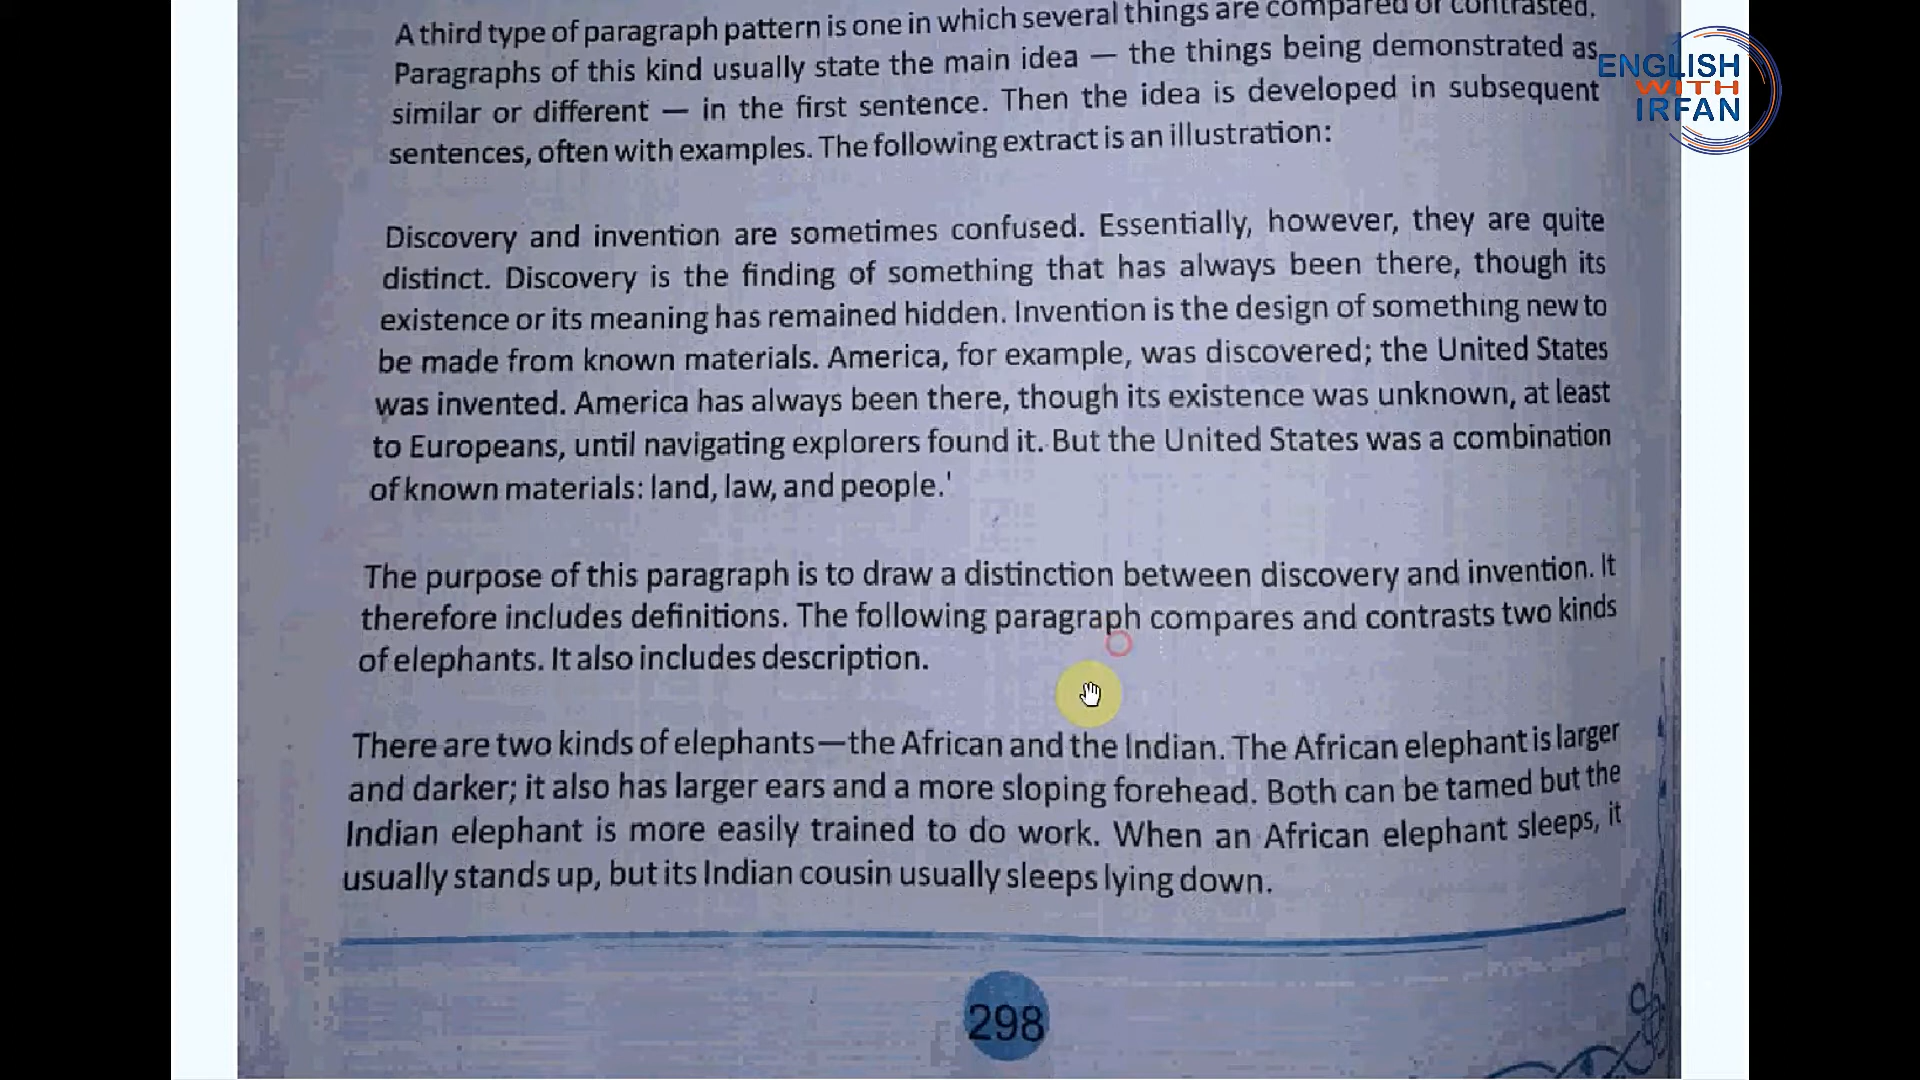 A third type of paragraph pattern is one in which several things are compared or contrasted.
Paragraphs of this kind usually state the main idea — the things being demonstrated as
similar or different — in the first sentence. Then the idea is developed in subsequent
sentences, often with examples. The following extract is an illustration:
Discovery and invention are sometimes confused. Essentially, however, they are quite
distinct. Discovery is the finding of something that has always been there, though its
existence or its meaning has remained hidden. Invention is the design of something new to
be made from known materials. America, for example, was discovered; the United States
was invented. America has always been there, though its existence was unknown, at least
to Europeans, until navigating explorers found it. But the United States was a combination
of known materials: land, law, and people.'
The purpose of this paragraph is to draw a distinction between discovery and invention. It
therefore includes definitions. The following paragraph compares and contrasts two kinds
of elephants. It also includes description.
There are two kinds of elephants—the African and the Indian. The African elephant is larger
and darker; it also has larger ears and a more sloping forehead. Both can be tamed but the
Indian elephant is more easily trained to do work. When an African elephant sleeps, it
usually stands up, but its Indian cousin usually sleeps lying down.
298
ENGLISH
WITH
IRFAN